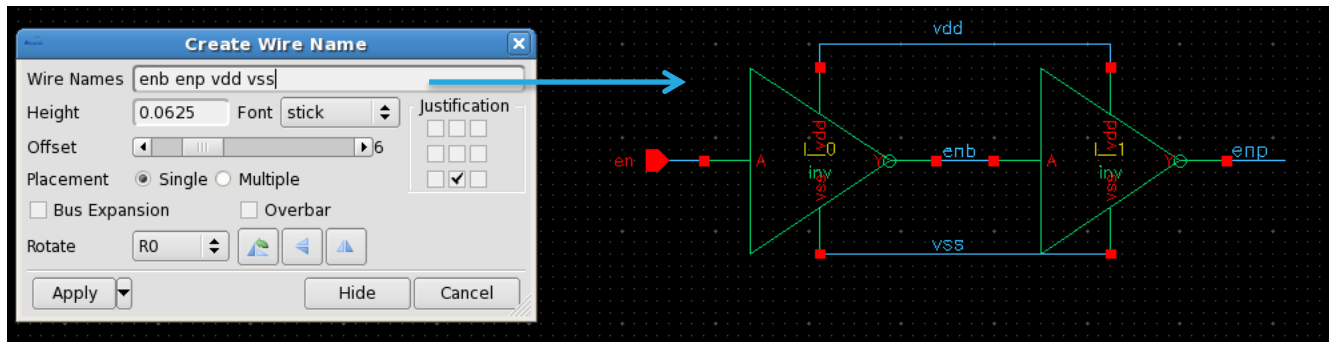 Create Wire Name
Wire Names enb enp vdd vss
Height 0.0625 Font stick Justification
Offset 6
Placement Single Multiple
Bus Expansion Overbar
Rotate R0
Apply Hide Cancel
vdd
en A vdd I__0 inv vss Y enb A vdd I__1 inv vss Y enp
vss